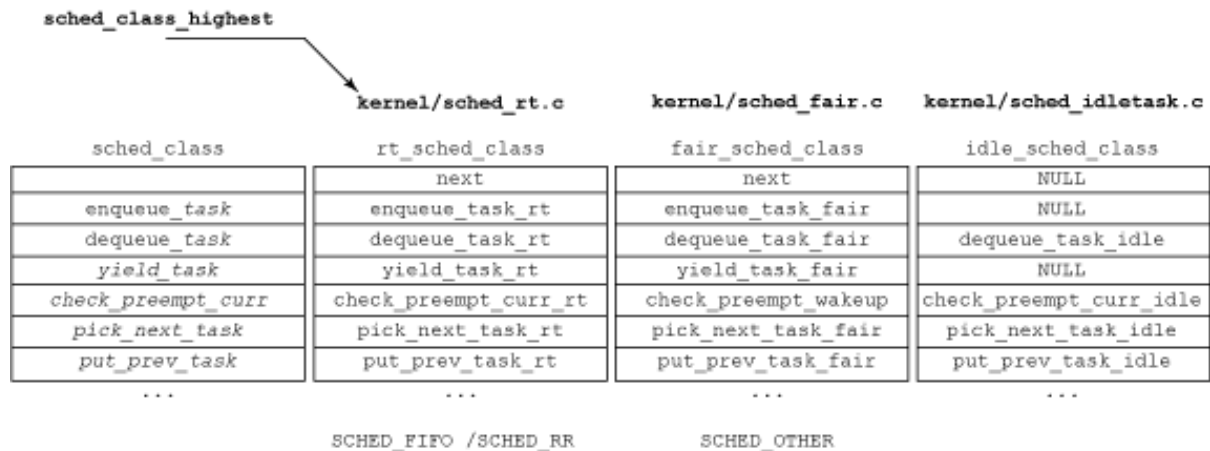 sched_class_highest
kernel/sched_rt.c kernel/sched_fair.c kernel/sched_idletask.c
sched_class rt_sched_class fair_sched_class idle_sched_class
next next NULL
enqueue_task enqueue_task_rt enqueue_task_fair NULL
dequeue_task dequeue_task_rt dequeue_task_fair dequeue_task_idle
yield_task yield_task_rt yield_task_fair NULL
check_preempt_curr check_preempt_curr_rt check_preempt_wakeup check_preempt_curr_idle
pick_next_task pick_next_task_rt pick_next_task_fair pick_next_task_idle
put_prev_task put_prev_task_rt put_prev_task_fair put_prev_task_idle
... ... ... ...
SCHED_FIFO /SCHED_RR SCHED_OTHER